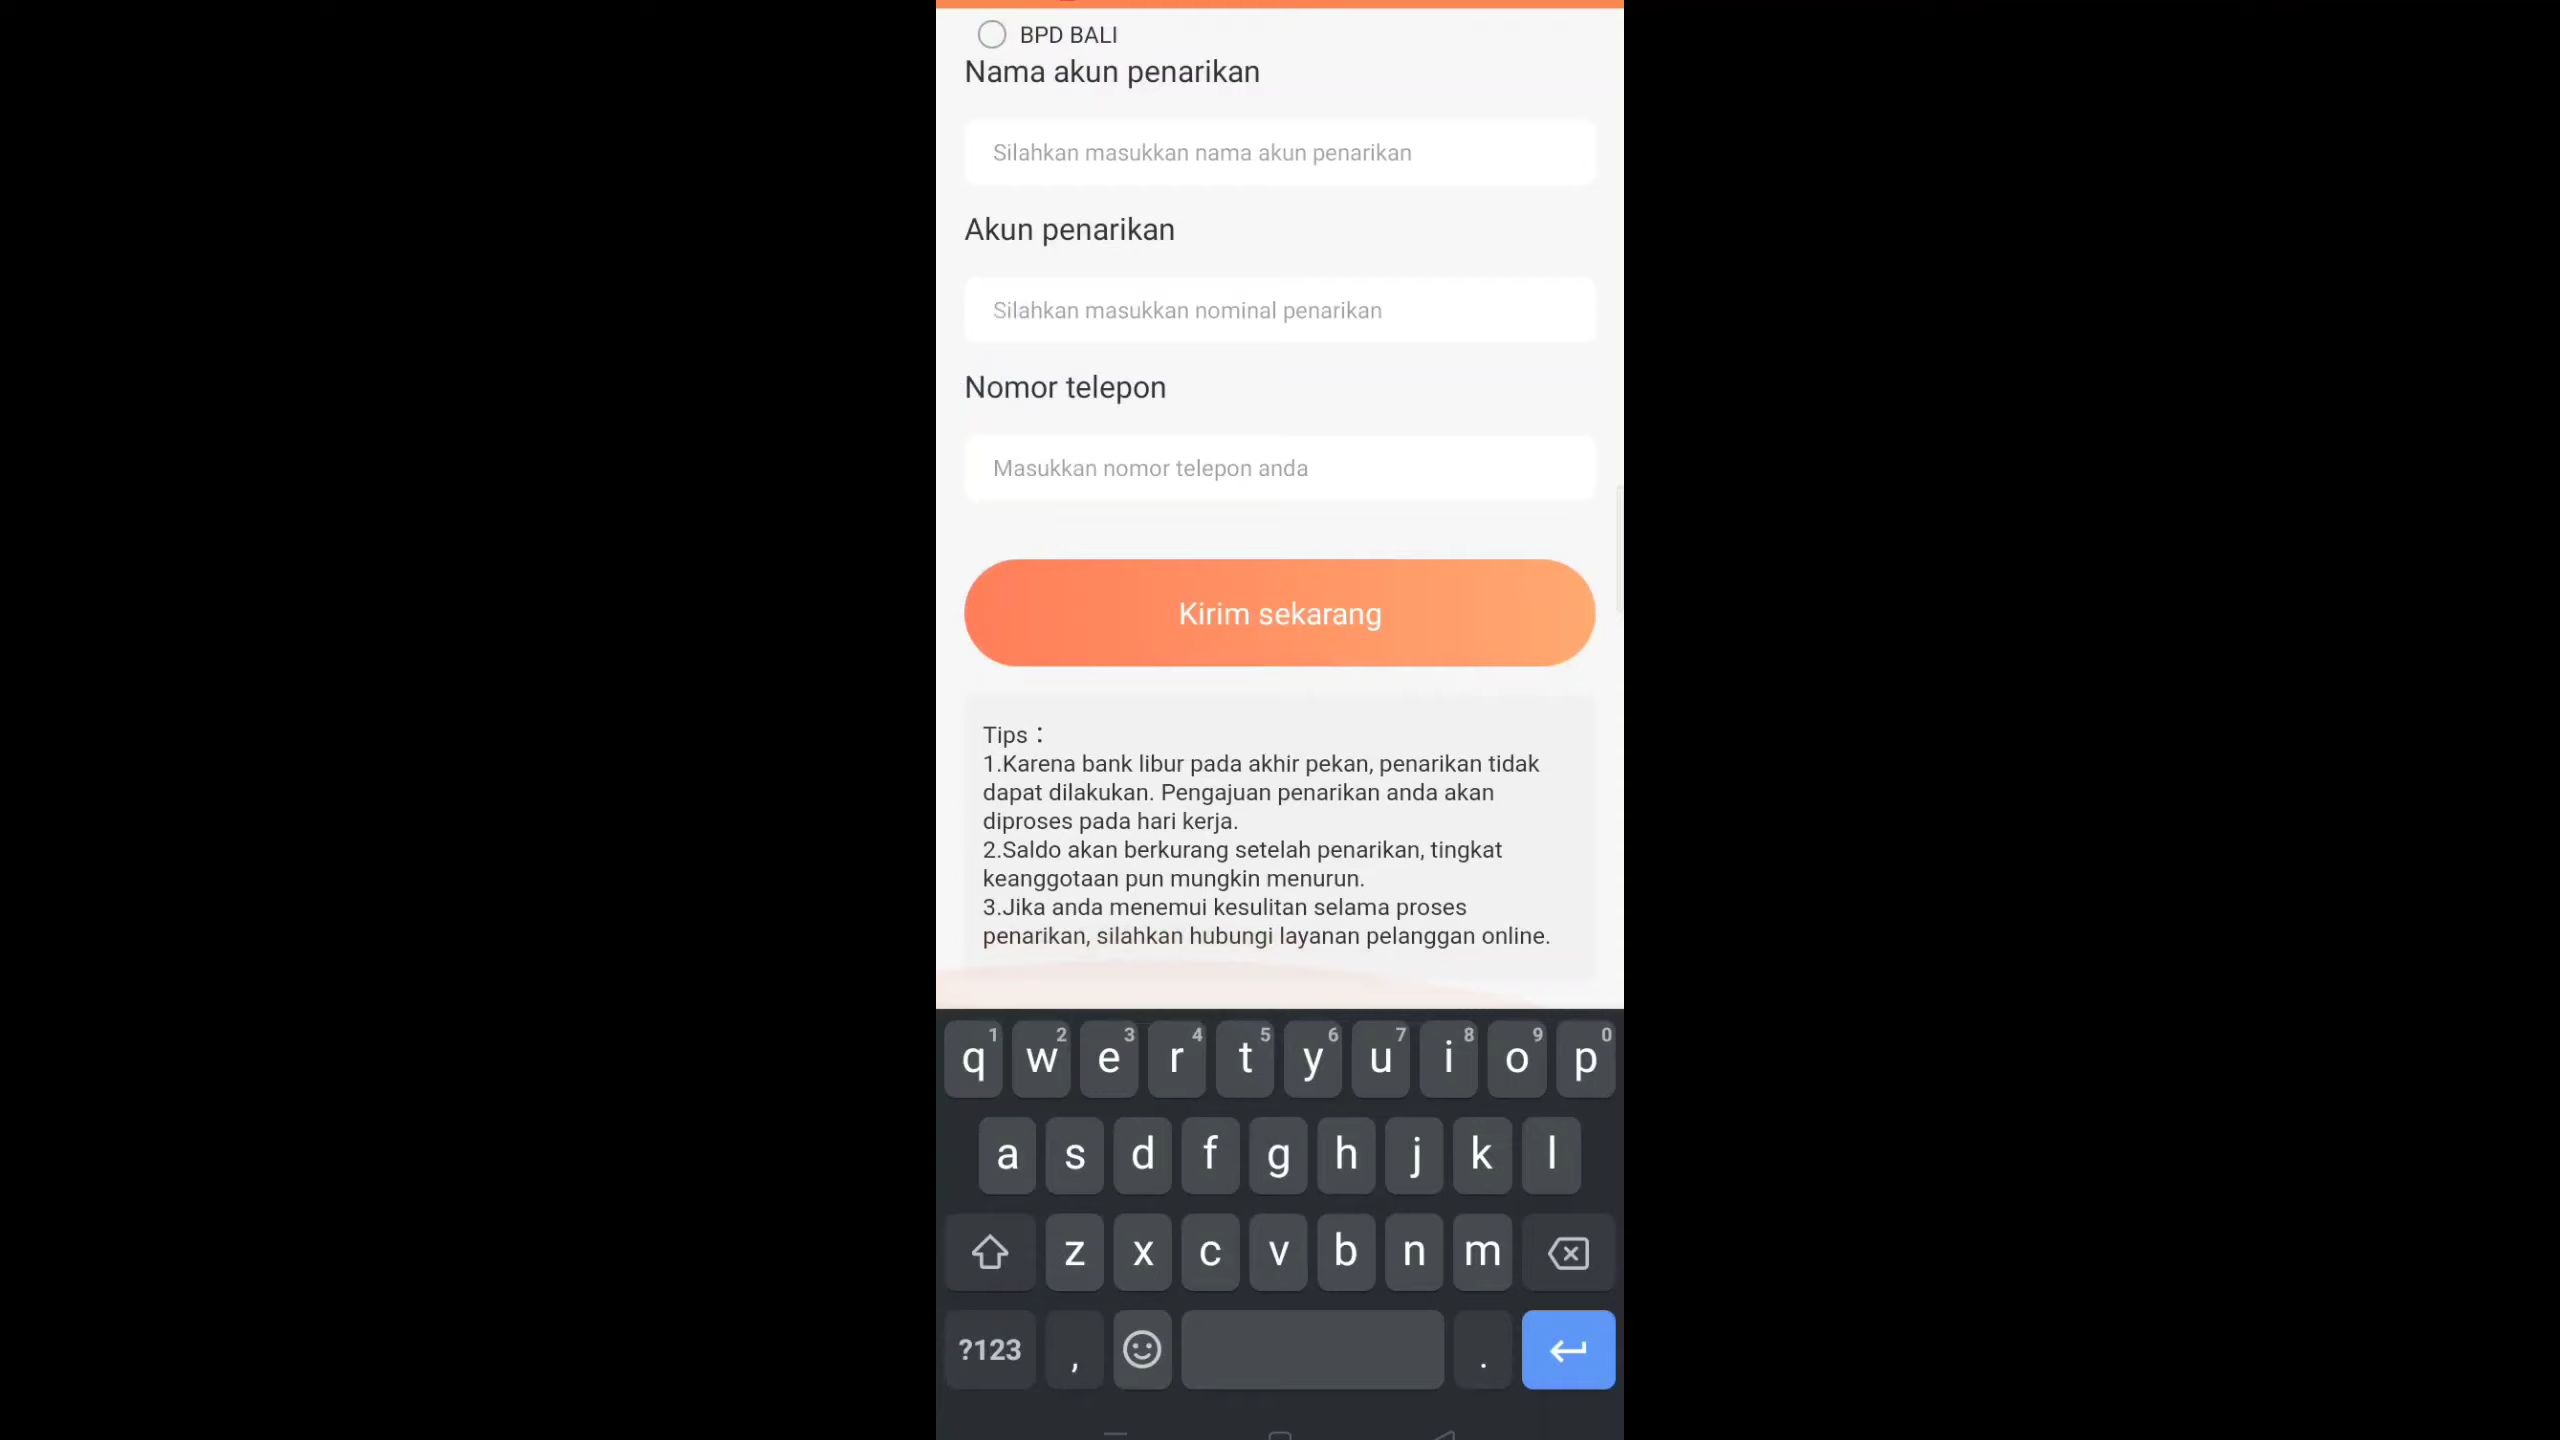 BPD BALI
Nama akun penarikan
Silahkan masukkan nama akun penarikan
Akun penarikan
Silahkan masukkan nominal penarikan
Nomor telepon
Masukkan nomor telepon anda
Kirim sekarang
Tips：
1.Karena bank libur pada akhir pekan, penarikan tidak
dapat dilakukan. Pengajuan penarikan anda akan
diproses pada hari kerja.
2.Saldo akan berkurang setelah penarikan, tingkat
keanggotaan pun mungkin menurun.
3.Jika anda menemui kesulitan selama proses
penarikan, silahkan hubungi layanan pelanggan online.
q1 w2 e3 r4 t5 y6 u7 i8 o9 p0
a s d f g h j k l
z x c v b n m
?123 , .